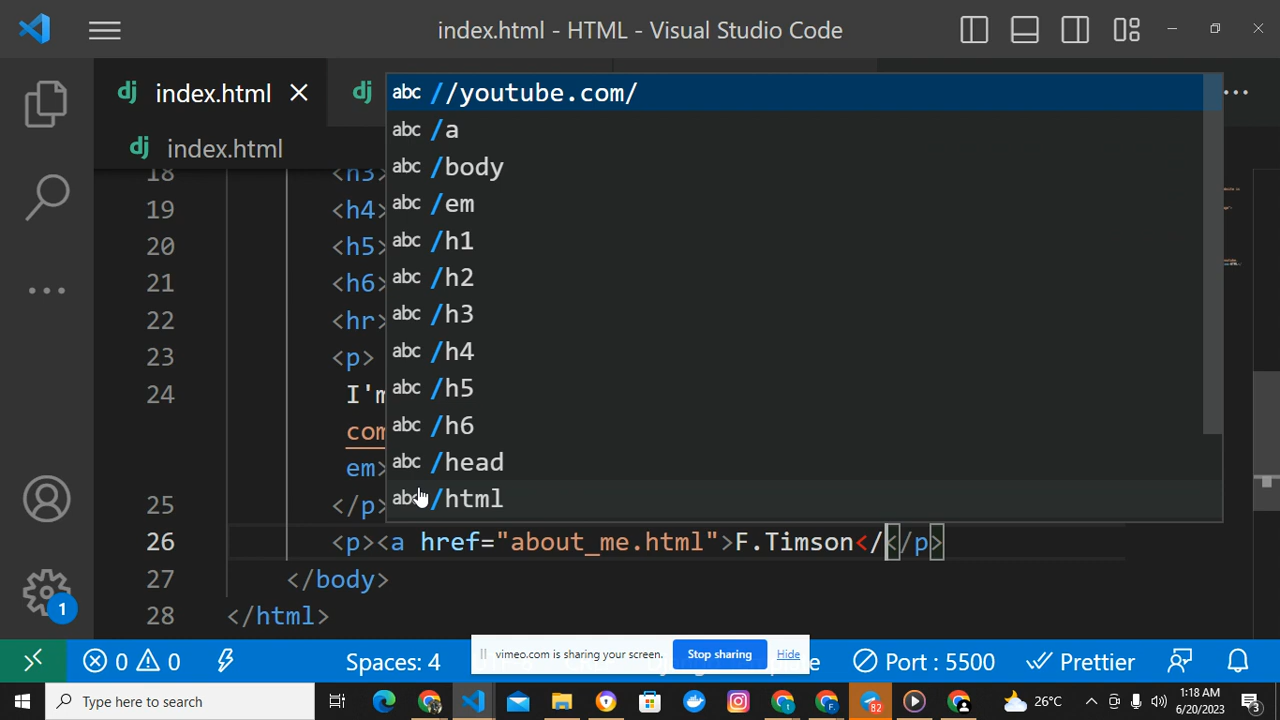 index.html - HTML - Visual Studio Code
dj index.html
dj
dj index.html
abc //youtube.com/
abc /a
abc /body
abc /em
abc /h1
abc /h2
abc /h3
abc /h4
abc /h5
abc /h6
abc /head
abc /html
18 <h3>
19 <h4>
20 <h5>
21 <h6>
22 <hr>
23 <p>
24 I'm
com
em>
25 </p>
26 <p><a href="about_me.html">F.Timson</</p>
27 </body>
28 </html>
1
0 0 Spaces: 4 Port : 5500 Prettier
vimeo.com is sharing your screen. Stop sharing Hide
Type here to search
82
26°C
1:18 AM
6/20/2023
3